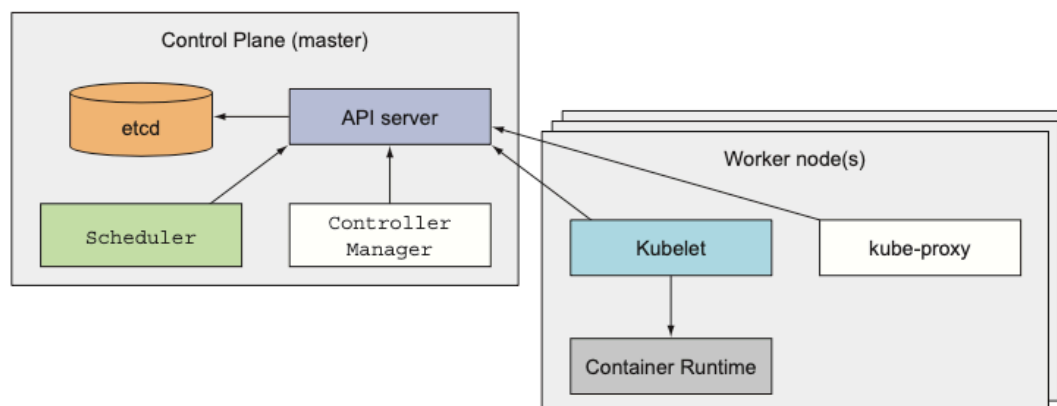 Control Plane (master)
etcd
API server
Scheduler
Controller
Manager
Worker node(s)
Kubelet
kube-proxy
Container Runtime